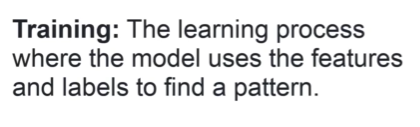 Training: The learning process
where the model uses the features
and labels to find a pattern.